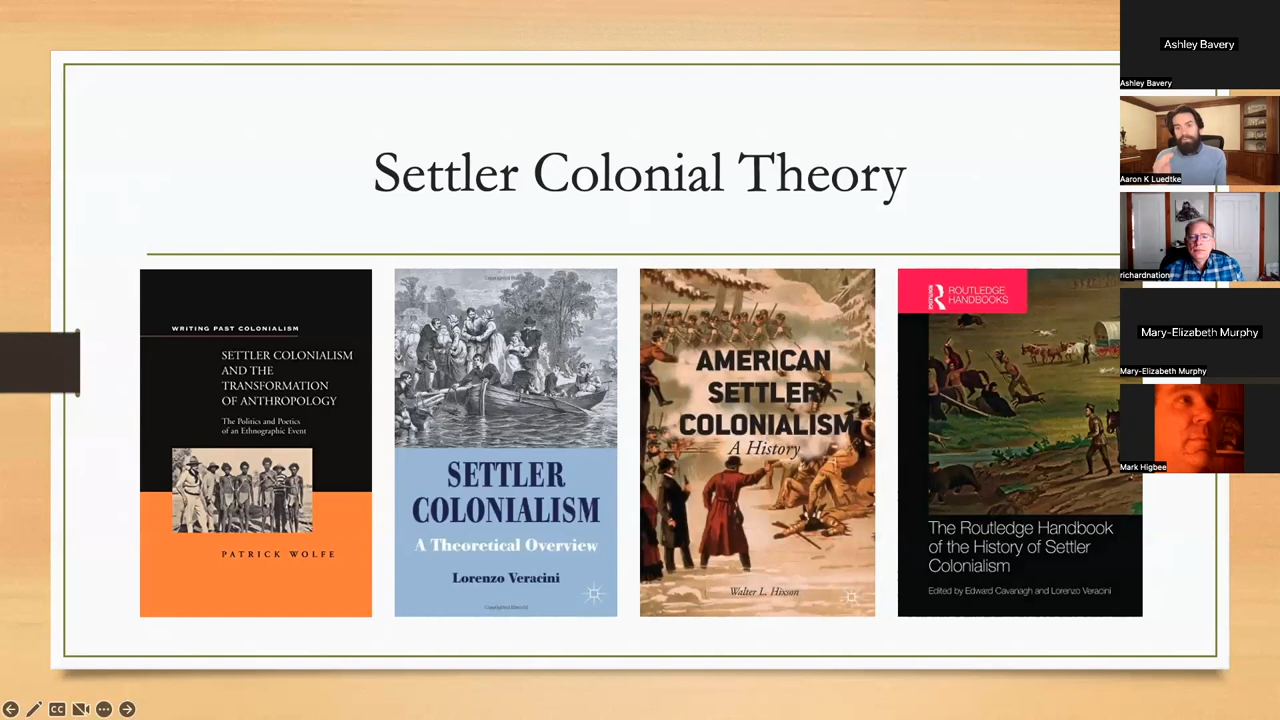 Settler Colonial Theory
WRITING PAST COLONIALISM
SETTLER COLONIALISM
AND THE
TRANSFORMATION
OF ANTHROPOLOGY
The Politics and Poetics
of an Ethnographic Event
PATRICK WOLFE
SETTLER
COLONIALISM
A Theoretical Overview
Lorenzo Veracini
AMERICAN
SETTLER
COLONIALISM
A History
Walter L. Hixson
ROUTLEDGE
HANDBOOKS
The Routledge Handbook
of the History of Settler
Colonialism
Edited by Edward Cavanagh and Lorenzo Veracini
Ashley Bavery
Ashley Bavery
Aaron K Luedtke
richardnation
Mary-Elizabeth Murphy
Mary-Elizabeth Murphy
Mark Higbee
CC